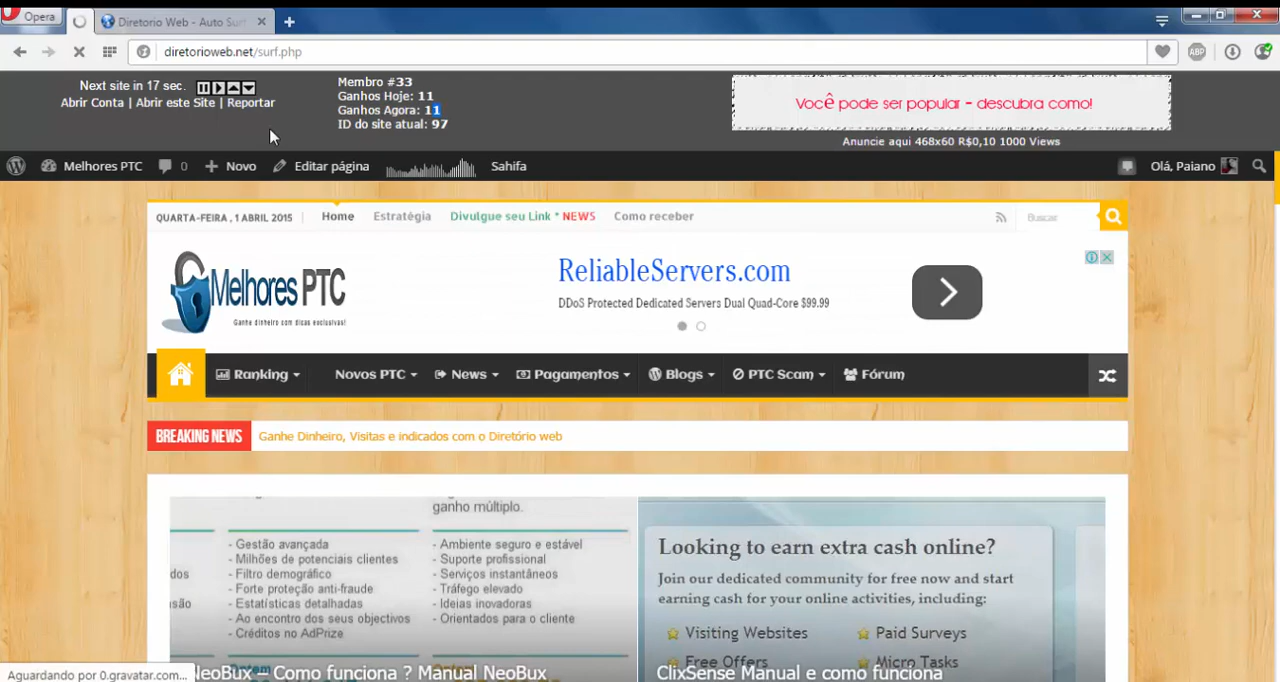 Opera
Diretorio Web - Auto Surf
diretorioweb.net/surf.php
ABP
Next site in 17 sec.
Abrir Conta | Abrir este Site | Reportar
Membro #33
Ganhos Hoje: 11
Ganhos Agora: 11
ID do site atual: 97
Você pode ser popular - descubra como!
Anuncie aqui 468x60 R$0,10 1000 Views
Melhores PTC
0
Novo
Editar página
Sahifa
Olá, Paiano
QUARTA-FEIRA , 1 ABRIL 2015
Home
Estratégia
Divulgue seu Link * NEWS
Como receber
Buscar
Melhores PTC
Ganhe dinheiro com dicas exclusivas!
ReliableServers.com
DDoS Protected Dedicated Servers Dual Quad-Core $99.99
Ranking
Novos PTC
News
Pagamentos
Blogs
PTC Scam
Fórum
BREAKING NEWS
Ganhe Dinheiro, Visitas e indicados com o Diretório web
ganho múltiplo.
- Gestão avançada
- Milhões de potenciais clientes
- Filtro demográfico
- Forte proteção anti-fraude
- Estatísticas detalhadas
- Ao encontro dos seus objectivos
- Créditos no AdPrize
- Ambiente seguro e estável
- Suporte profissional
- Serviços instantâneos
- Tráfego elevado
- Ideias inovadoras
- Orientados para o cliente
dos
são
Ontem
NeoBux – Como funciona ? Manual NeoBux
Looking to earn extra cash online?
Join our dedicated community for free now and start
earning cash for your online activities, including:
Visiting Websites
Paid Surveys
Free Offers
Micro Tasks
ClixSense Manual e como funciona
Aguardando por 0.gravatar.com...